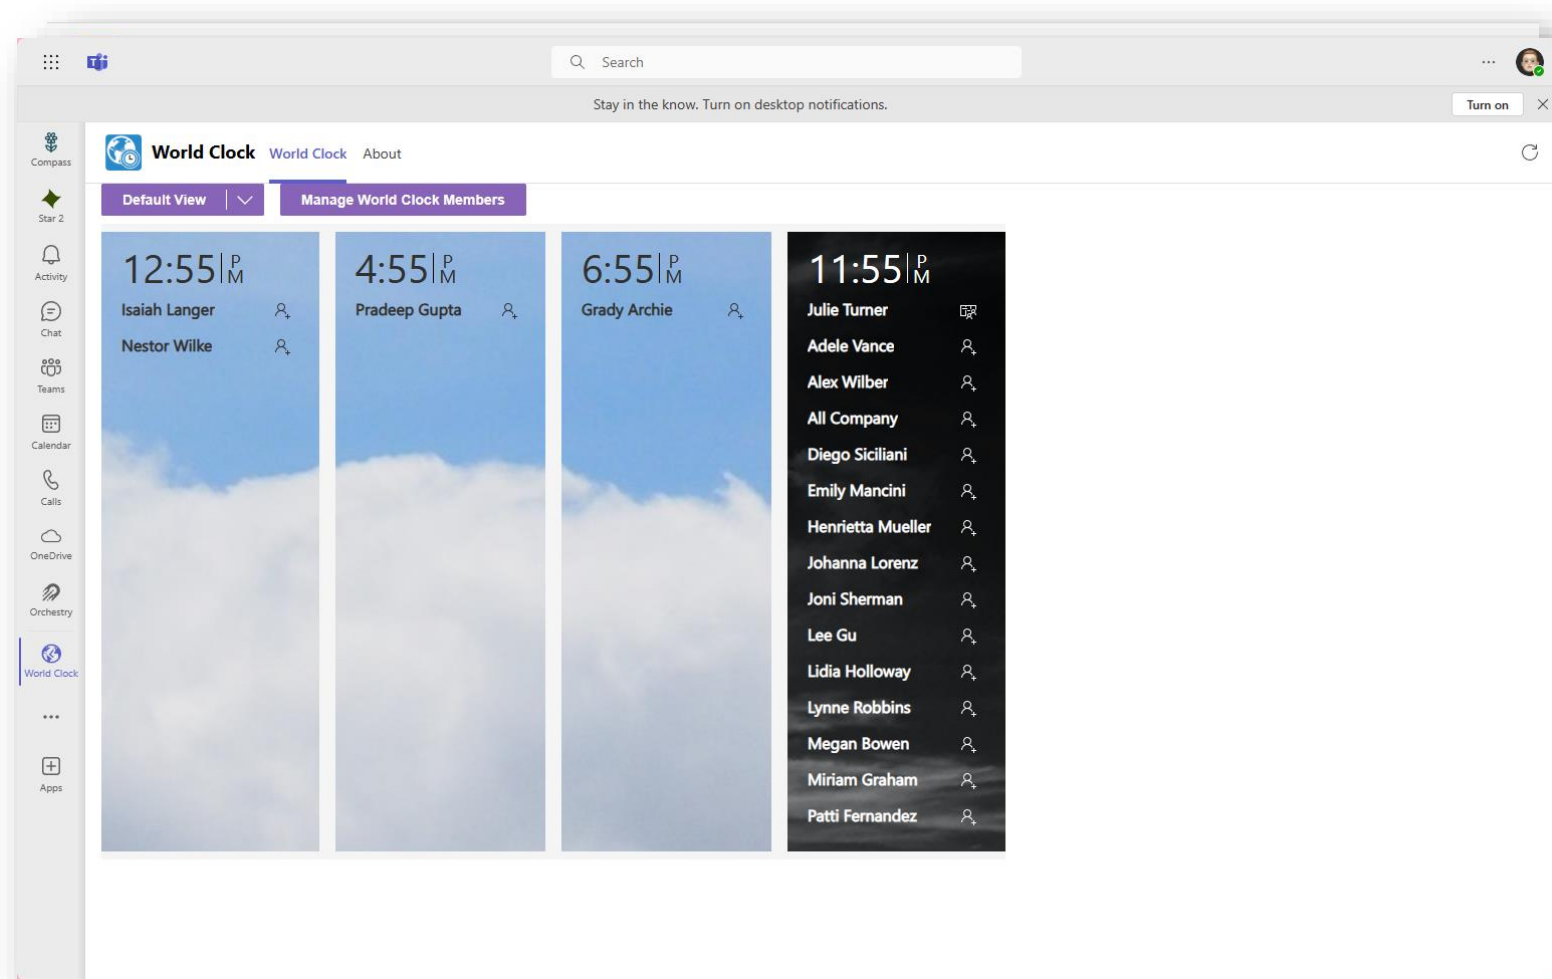 Search
Stay in the know. Turn on desktop notifications.
Turn on
Compass
Star 2
Activity
Chat
Teams
Calendar
Calls
OneDrive
Orchestry
World Clock
Apps
World Clock World Clock About
Default View Manage World Clock Members
12:55 PM
Isaiah Langer
Nestor Wilke
4:55 PM
Pradeep Gupta
6:55 PM
Grady Archie
11:55 PM
Julie Turner
Adele Vance
Alex Wilber
All Company
Diego Siciliani
Emily Mancini
Henrietta Mueller
Johanna Lorenz
Joni Sherman
Lee Gu
Lidia Holloway
Lynne Robbins
Megan Bowen
Miriam Graham
Patti Fernandez